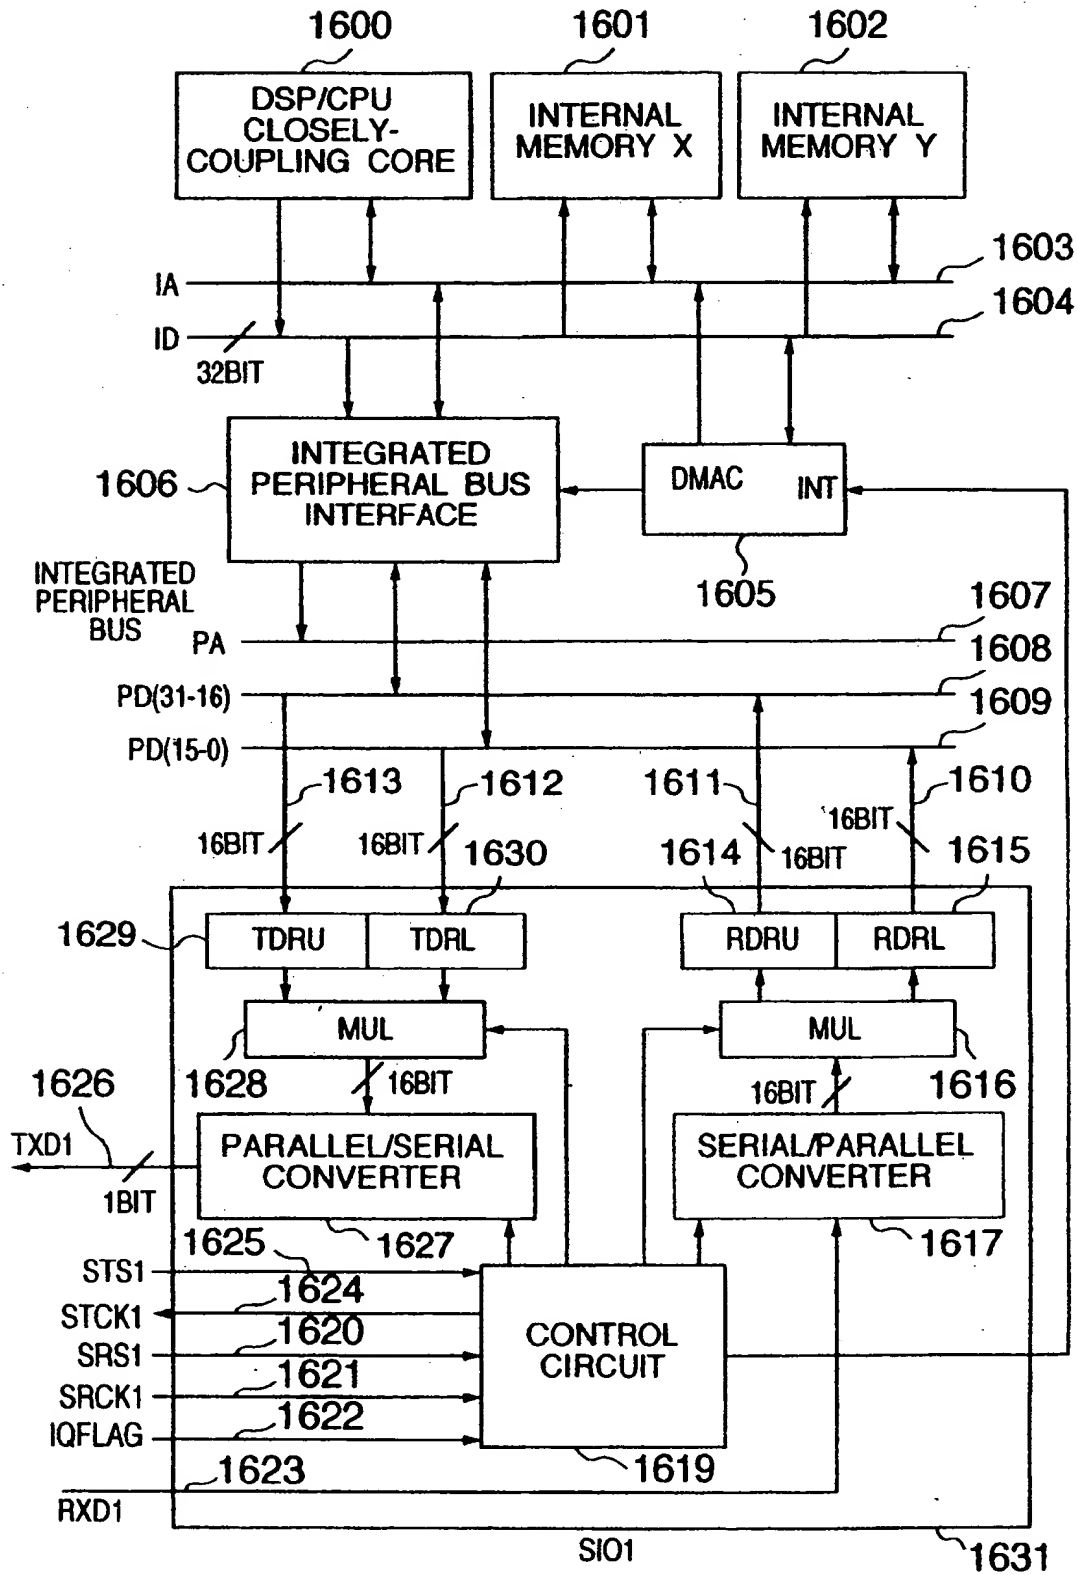 1600
1601
1602
DSP/CPU
CLOSELY-
COUPLING CORE
INTERNAL
MEMORY X
INTERNAL
MEMORY Y
1603
IA
1604
ID
32BIT
INTEGRATED
PERIPHERAL BUS
INTERFACE
1606
DMAC
INT
1605
INTEGRATED
PERIPHERAL
BUS
1607
PA
1608
PD(31-16)
1609
PD(15-0)
1613
1612
1611
1610
16BIT
16BIT
16BIT
16BIT
1630
1614
1615
1629
TDRU
TDRL
RDRU
RDRL
MUL
MUL
1628
16BIT
16BIT
1616
1626
TXD1
1BIT
PARALLEL/SERIAL
CONVERTER
SERIAL/PARALLEL
CONVERTER
1627
1617
1625
STS1
1624
STCK1
1620
SRS1
1621
SRCK1
1622
IQFLAG
CONTROL
CIRCUIT
1619
1623
RXD1
SIO1
1631